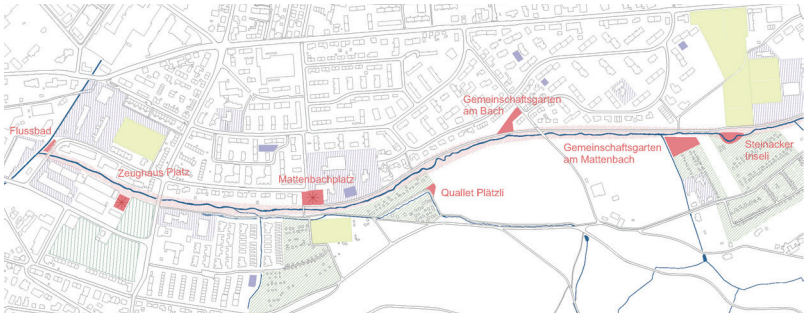 Gemeinschaftsgarten
am Bach
Flussbad
Gemeinschaftsgarten
am Mattenbach
Steinacker
Inseli
Zeughaus Platz
Mattenbachplatz
Quallet Plätzli